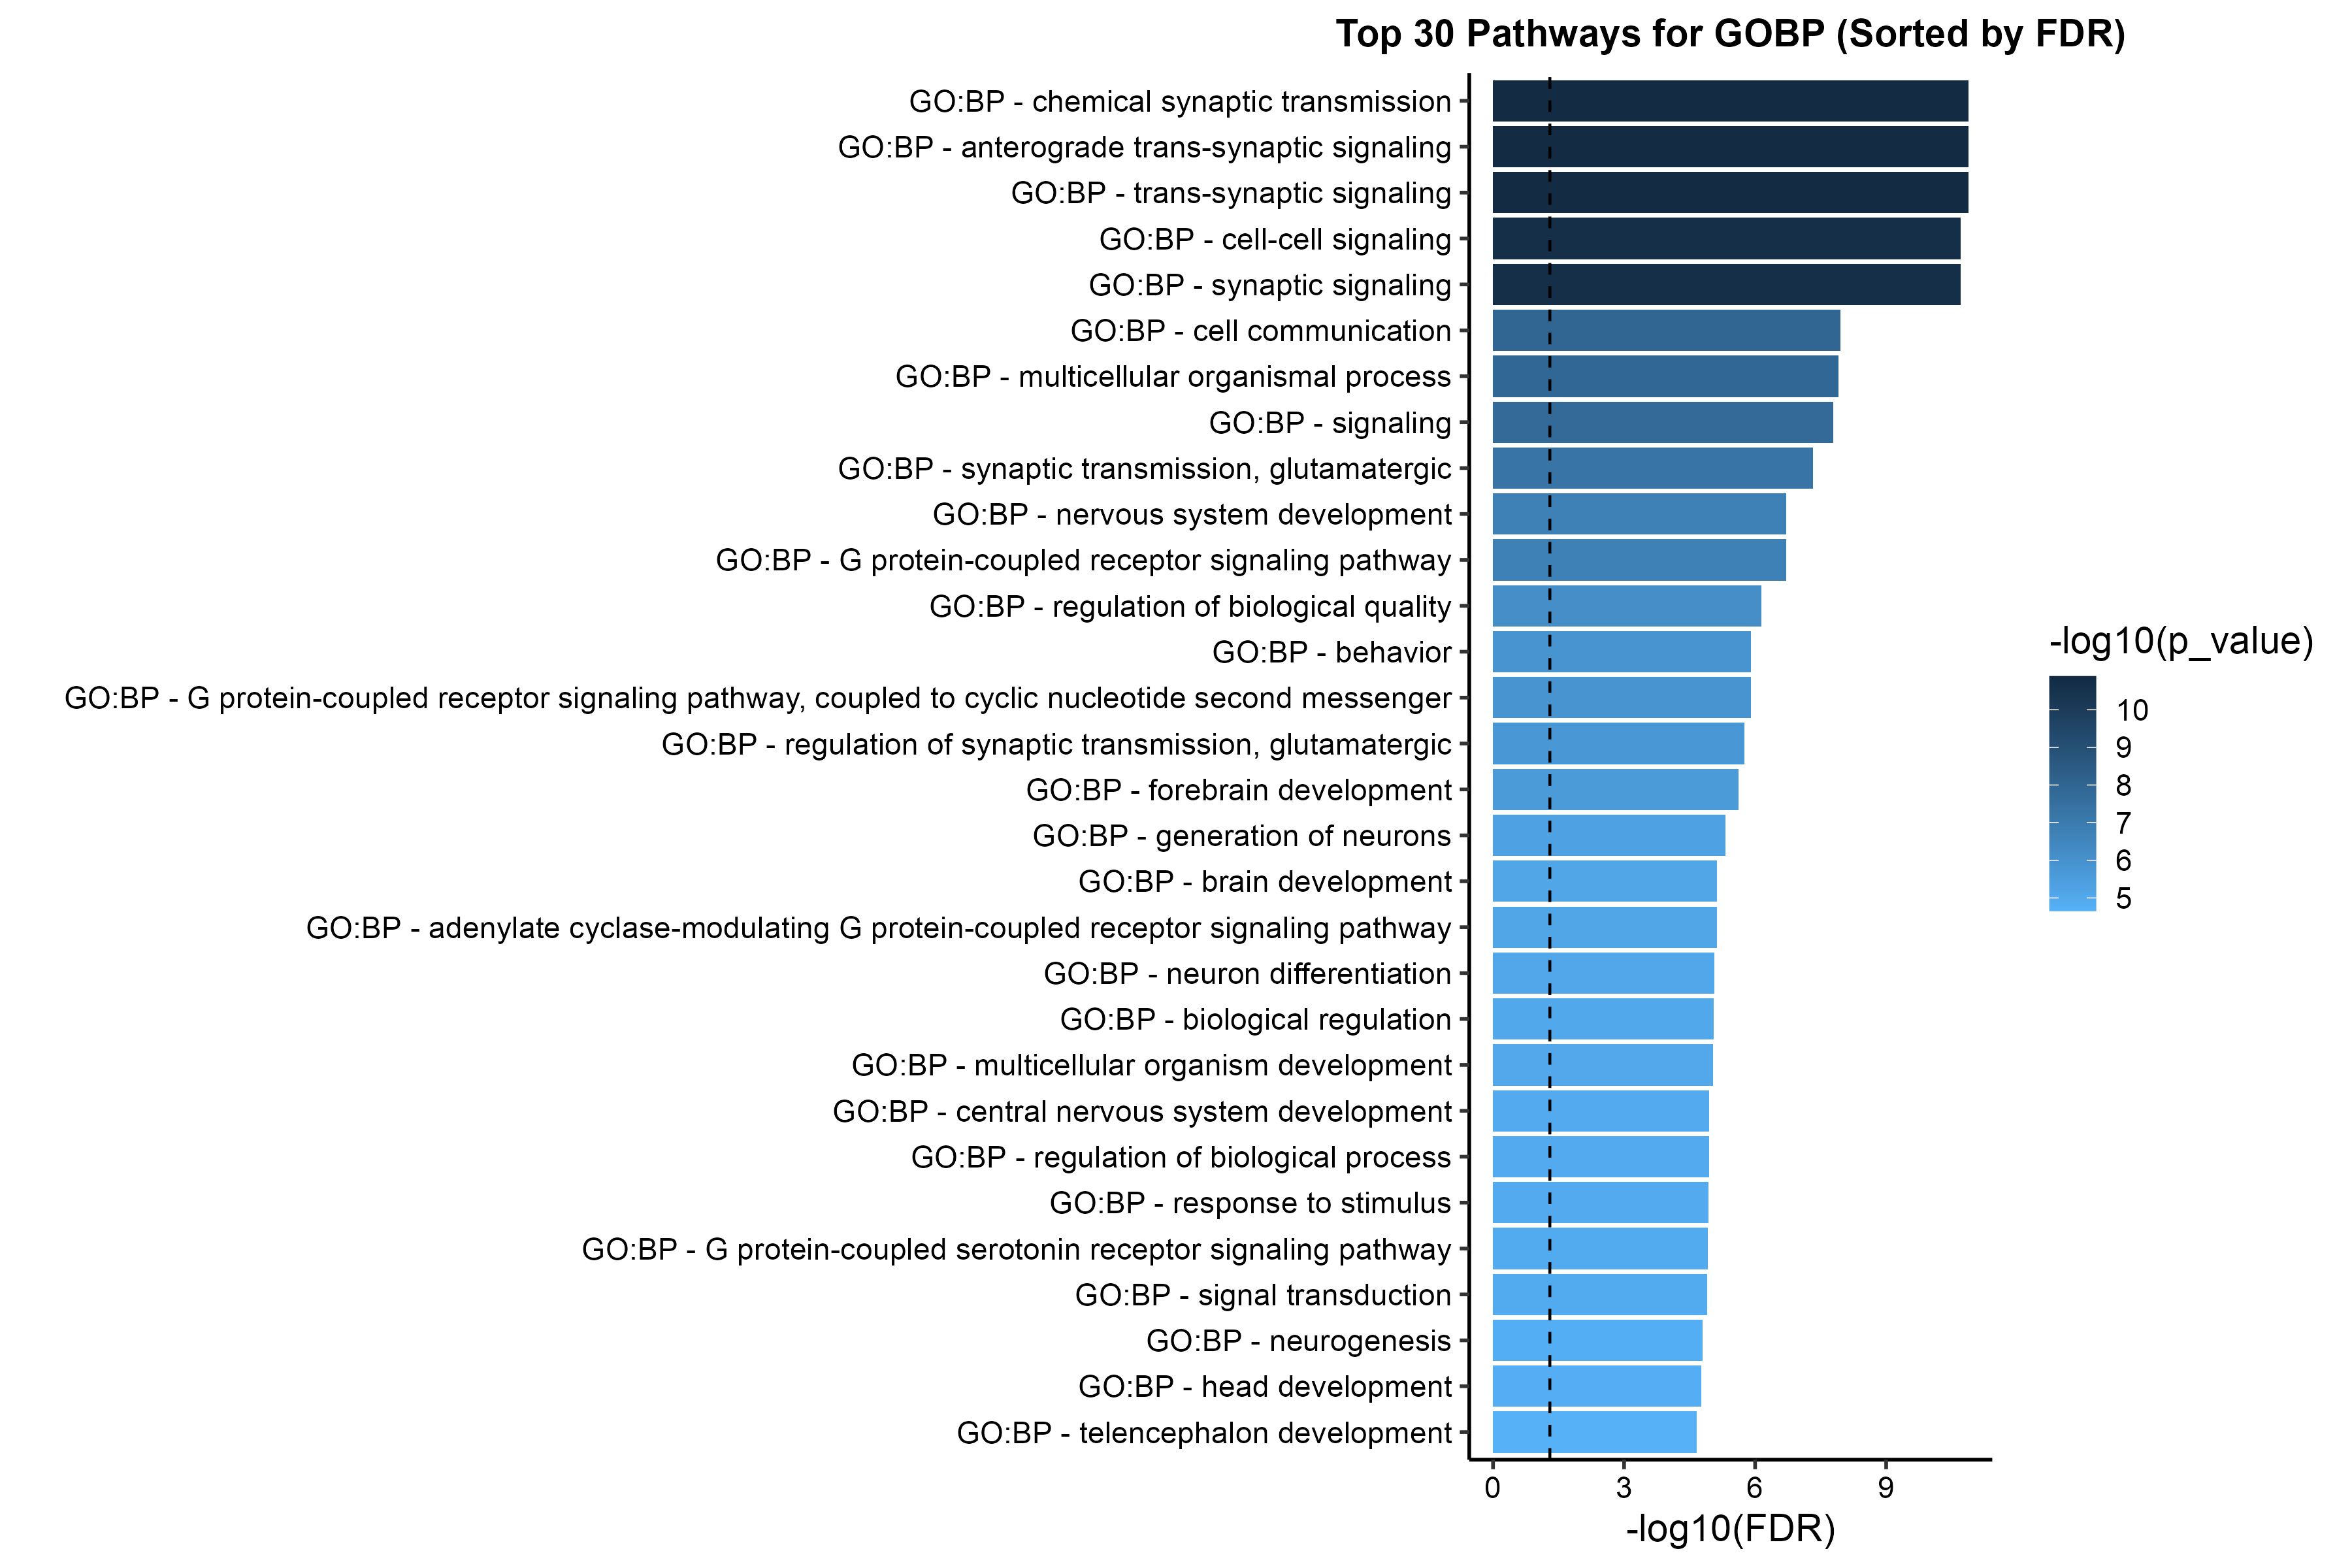 Top 30 Pathways for GOBP (Sorted by FDR)
GO:BP - chemical synaptic transmission
GO:BP - anterograde trans-synaptic signaling
GO:BP - trans-synaptic signaling
GO:BP - cell-cell signaling
GO:BP - synaptic signaling
GO:BP - cell communication
GO:BP - multicellular organismal process
GO:BP - signaling
GO:BP - synaptic transmission, glutamatergic
GO:BP - nervous system development
GO:BP - G protein-coupled receptor signaling pathway
GO:BP - regulation of biological quality
GO:BP - behavior
GO:BP - G protein-coupled receptor signaling pathway, coupled to cyclic nucleotide second messenger
GO:BP - regulation of synaptic transmission, glutamatergic
GO:BP - forebrain development
GO:BP - generation of neurons
GO:BP - brain development
GO:BP - adenylate cyclase-modulating G protein-coupled receptor signaling pathway
GO:BP - neuron differentiation
GO:BP - biological regulation
GO:BP - multicellular organism development
GO:BP - central nervous system development
GO:BP - regulation of biological process
GO:BP - response to stimulus
GO:BP - G protein-coupled serotonin receptor signaling pathway
GO:BP - signal transduction
GO:BP - neurogenesis
GO:BP - head development
GO:BP - telencephalon development
0 3 6 9
-log10(FDR)
-log10(p_value)
10
9
8
7
6
5